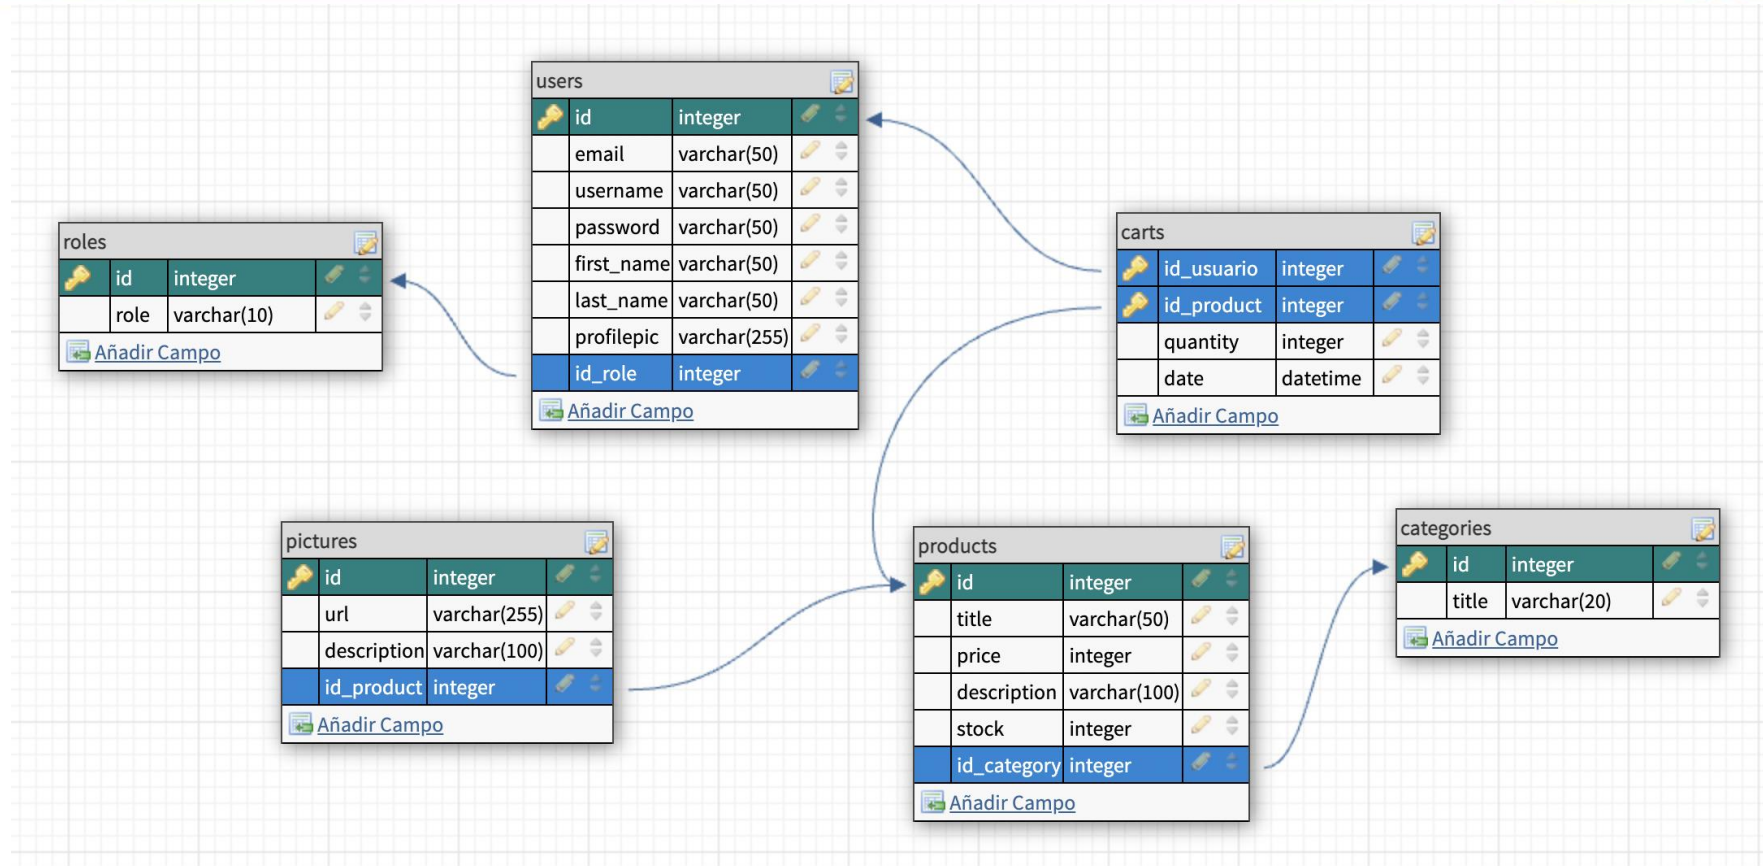 users
id integer
email varchar(50)
username varchar(50)
password varchar(50)
first_name varchar(50)
last_name varchar(50)
profilepic varchar(255)
id_role integer
Añadir Campo
roles
id integer
role varchar(10)
Añadir Campo
carts
id_usuario integer
id_product integer
quantity integer
date datetime
Añadir Campo
pictures
id integer
url varchar(255)
description varchar(100)
id_product integer
Añadir Campo
products
id integer
title varchar(50)
price integer
description varchar(100)
stock integer
id_category integer
Añadir Campo
categories
id integer
title varchar(20)
Añadir Campo